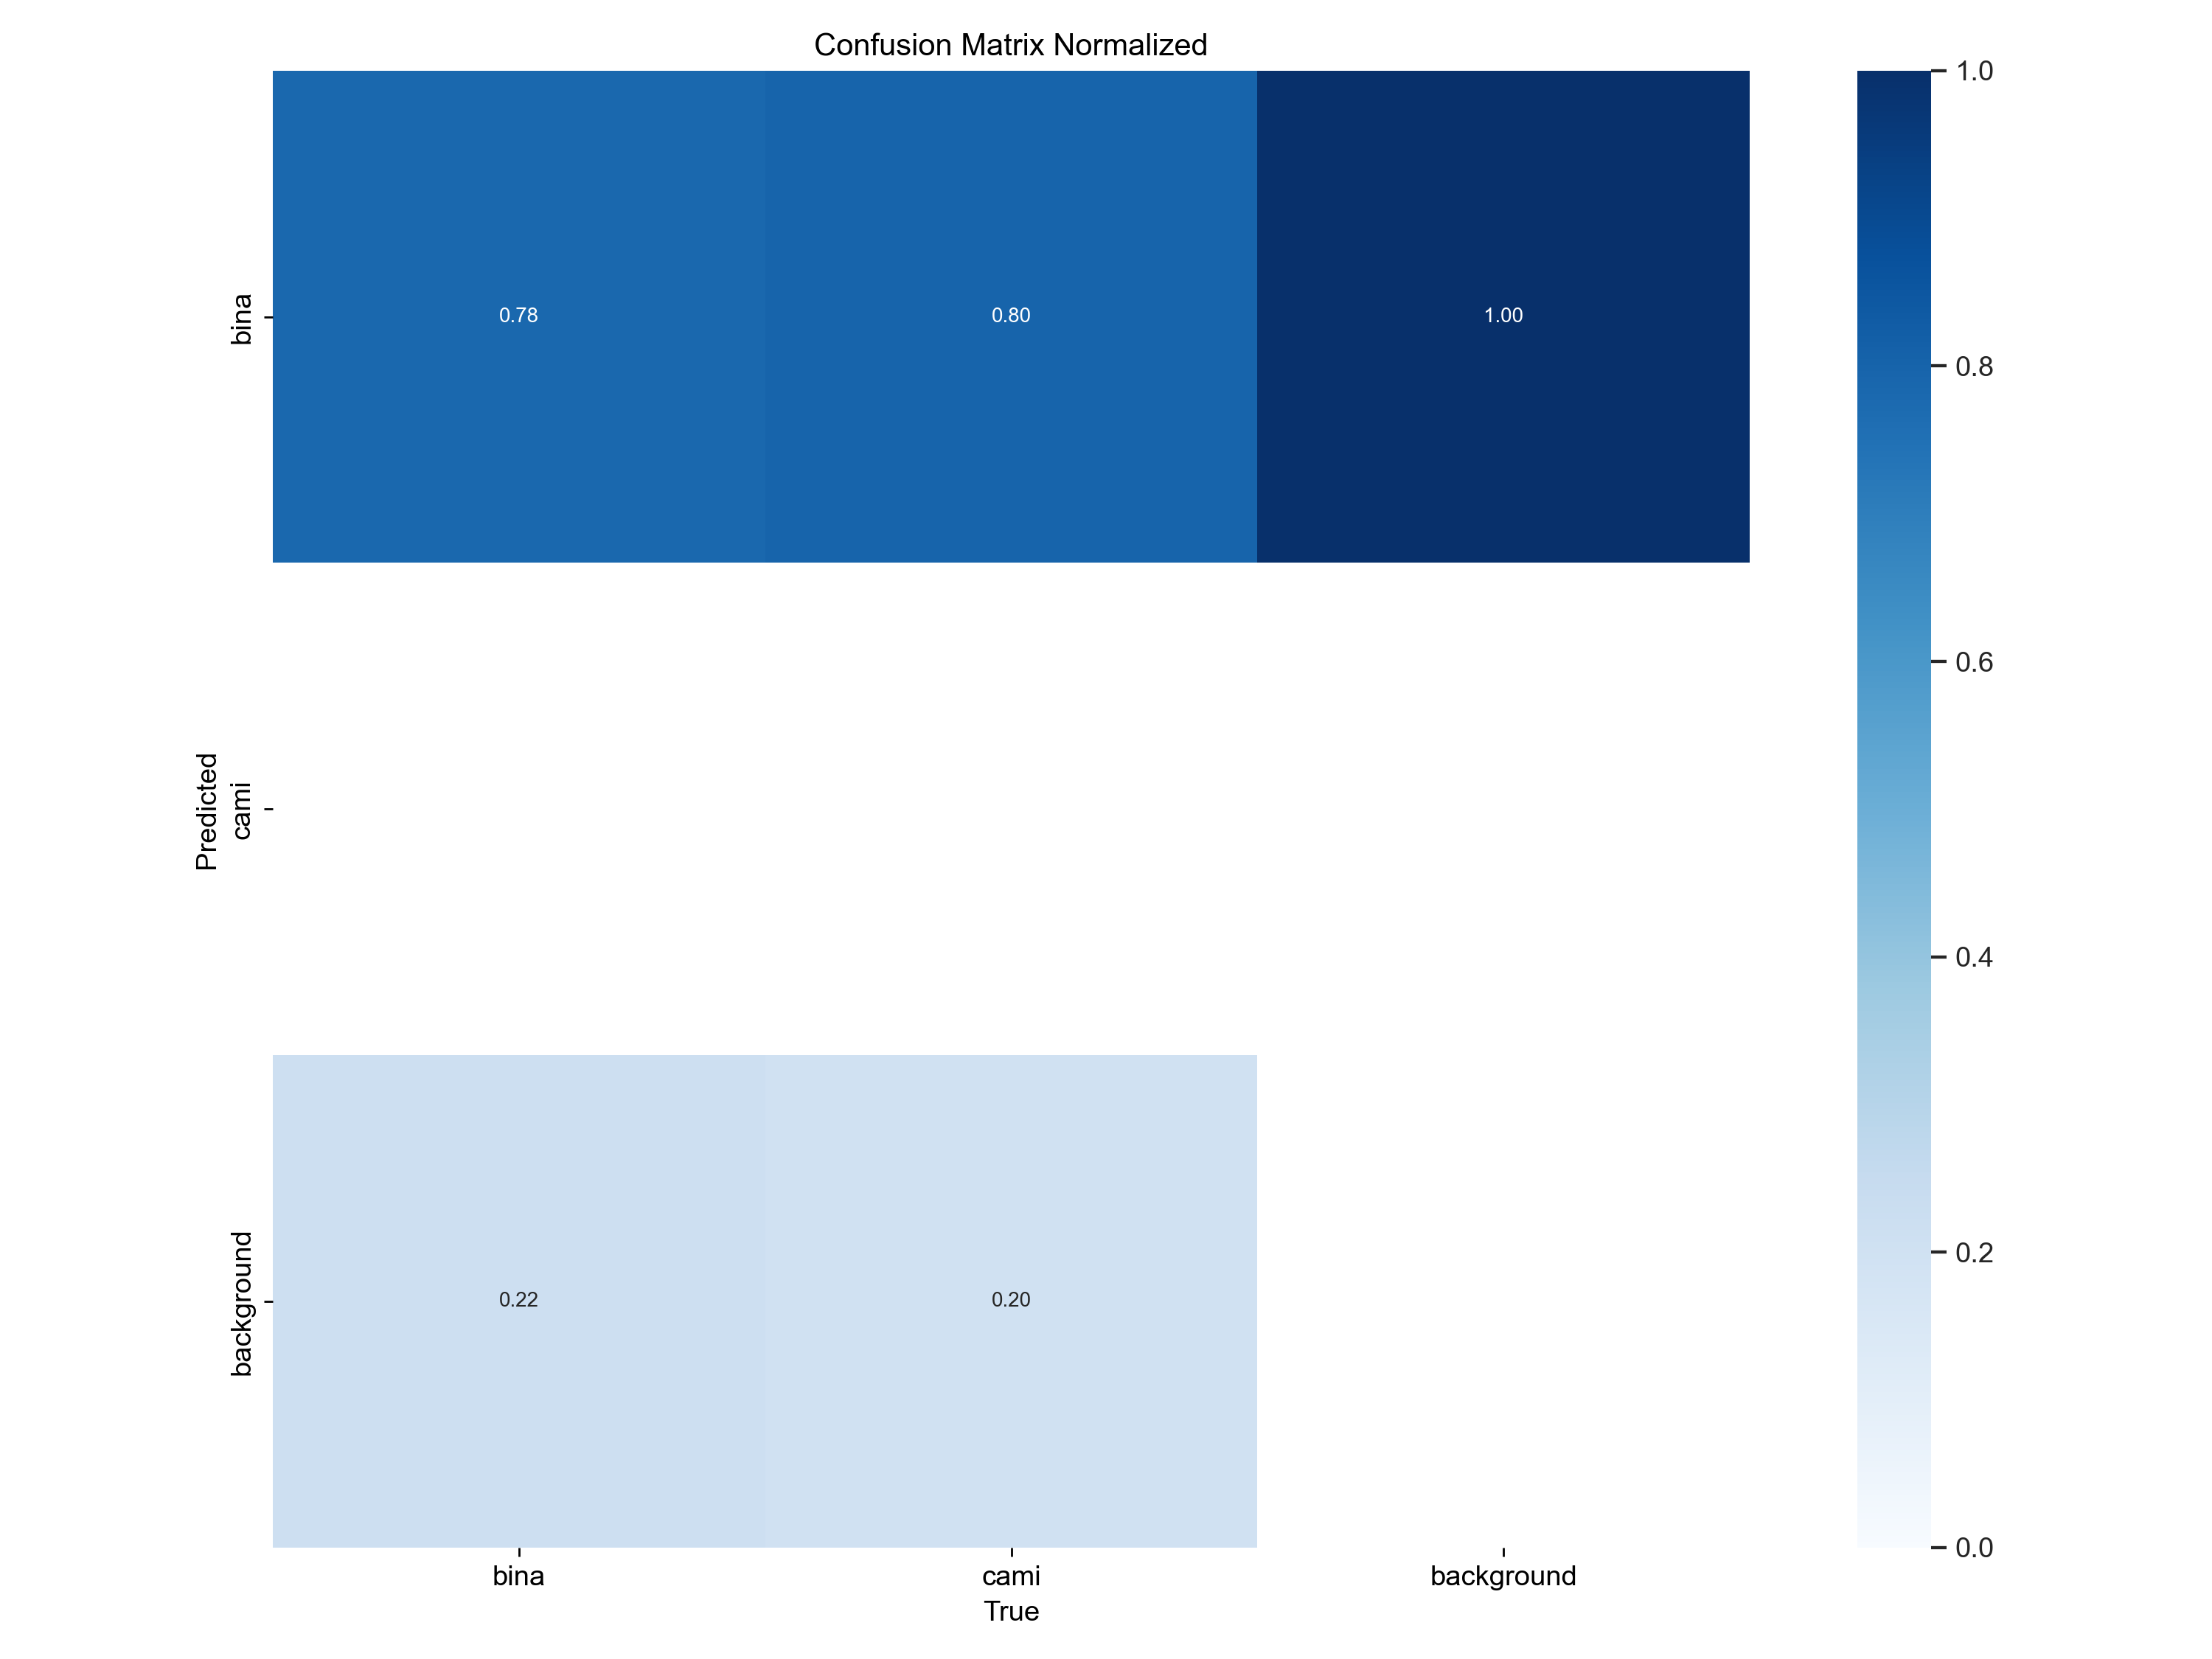 Confusion Matrix Normalized
bina
0.78
0.80
1.00
Predicted
cami
background
0.22
0.20
bina
cami
background
True
1.0
0.8
0.6
0.4
0.2
0.0